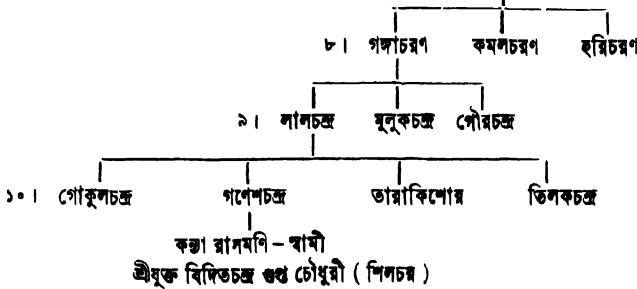 ৮। গঙ্গাচরণ কমলচরণ হরিচরণ
৯। লালচন্দ্র মুলুকচন্দ্র গৌরচন্দ্র
১০। গোকুলচন্দ্র গণেশচন্দ্র তারাকিশোর তিলকচন্দ্র
কন্যা রাসমণি – স্বামী
শ্রীযুক্ত বিদিতচন্দ্র গুপ্ত চৌধুরী ( শিলচর )